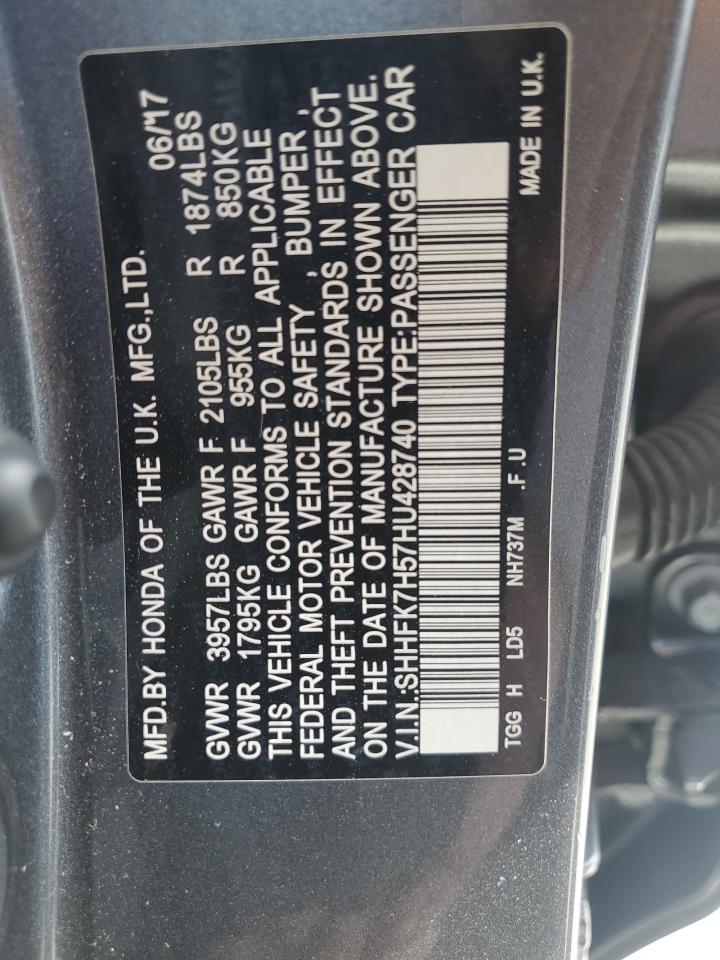 MFD.BY HONDA OF THE U.K. MFG.,LTD. 06/17
GVWR 3957LBS GAWR F 2105LBS R 1874LBS
GVWR 1795KG GAWR F 955KG R 850KG
THIS VEHICLE CONFORMS TO ALL APPLICABLE
FEDERAL MOTOR VEHICLE SAFETY , BUMPER ,
AND THEFT PREVENTION STANDARDS IN EFFECT
ON THE DATE OF MANUFACTURE SHOWN ABOVE.
V.I.N.:SHHFK7H57HU428740 TYPE:PASSENGER CAR
TGG H LD5 NH737M .F.U MADE IN U.K.